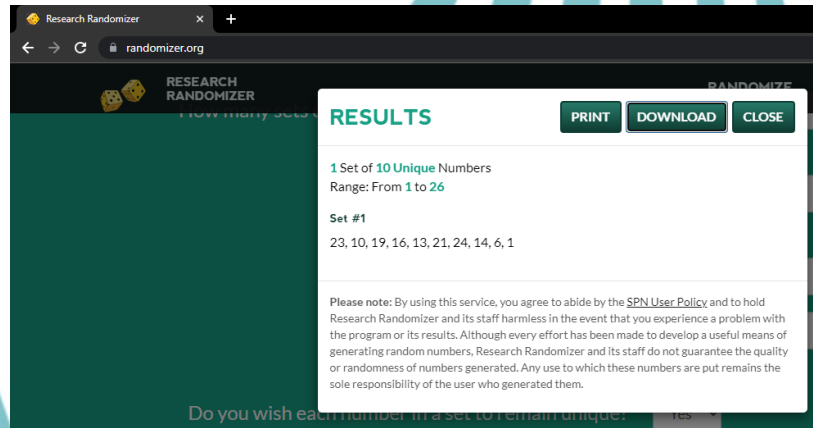 Research Randomizer
randomizer.org
RESEARCH
RANDOMIZER
RANDOMIZE
How many sets
RESULTS
PRINT
DOWNLOAD
CLOSE
1 Set of 10 Unique Numbers
Range: From 1 to 26
Set #1
23, 10, 19, 16, 13, 21, 24, 14, 6, 1
Please note: By using this service, you agree to abide by the SPN User Policy and to hold
Research Randomizer and its staff harmless in the event that you experience a problem with
the program or its results. Although every effort has been made to develop a useful means of
generating random numbers, Research Randomizer and its staff do not guarantee the quality
or randomness of numbers generated. Any use to which these numbers are put remains the
sole responsibility of the user who generated them.
Do you wish each number in a set to remain unique?
Yes